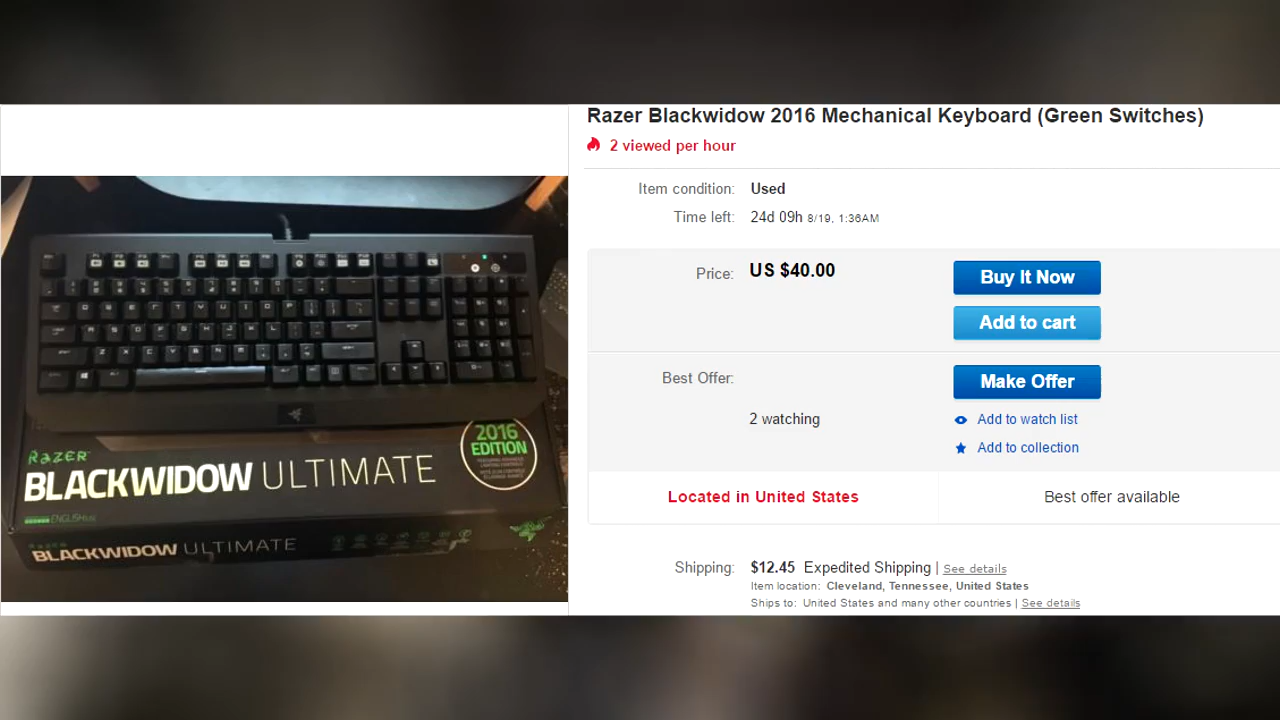 Razer Blackwidow 2016 Mechanical Keyboard (Green Switches)
2 viewed per hour
Item condition: Used
Time left: 24d 09h 8/19, 1:36AM
Price: US $40.00
Buy It Now
Add to cart
Best Offer:
Make Offer
2 watching
Add to watch list
Add to collection
Located in United States
Best offer available
Shipping: $12.45 Expedited Shipping | See details
Item location: Cleveland, Tennessee, United States
Ships to: United States and many other countries | See details
RAZER
BLACKWIDOW ULTIMATE
2016
EDITION
ENGLISH
BLACKWIDOW ULTIMATE